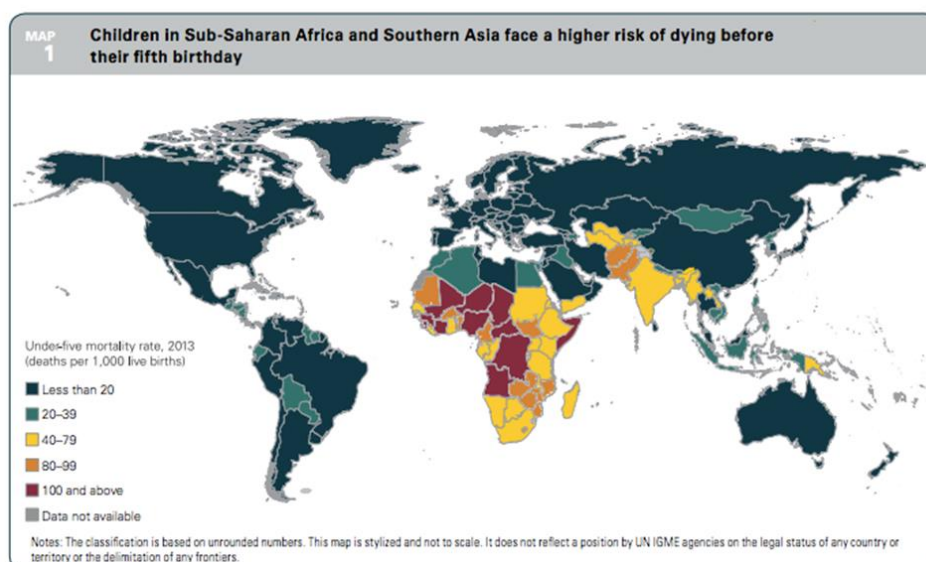 MAP
1
Children in Sub-Saharan Africa and Southern Asia face a higher risk of dying before
their fifth birthday
Under-five mortality rate, 2013
(deaths per 1,000 live births)
Less than 20
20–39
40–79
80–99
100 and above
Data not available
Notes: The classification is based on unrounded numbers. This map is stylized and not to scale. It does not reflect a position by UN IGME agencies on the legal status of any country or
territory or the delimitation of any frontiers.